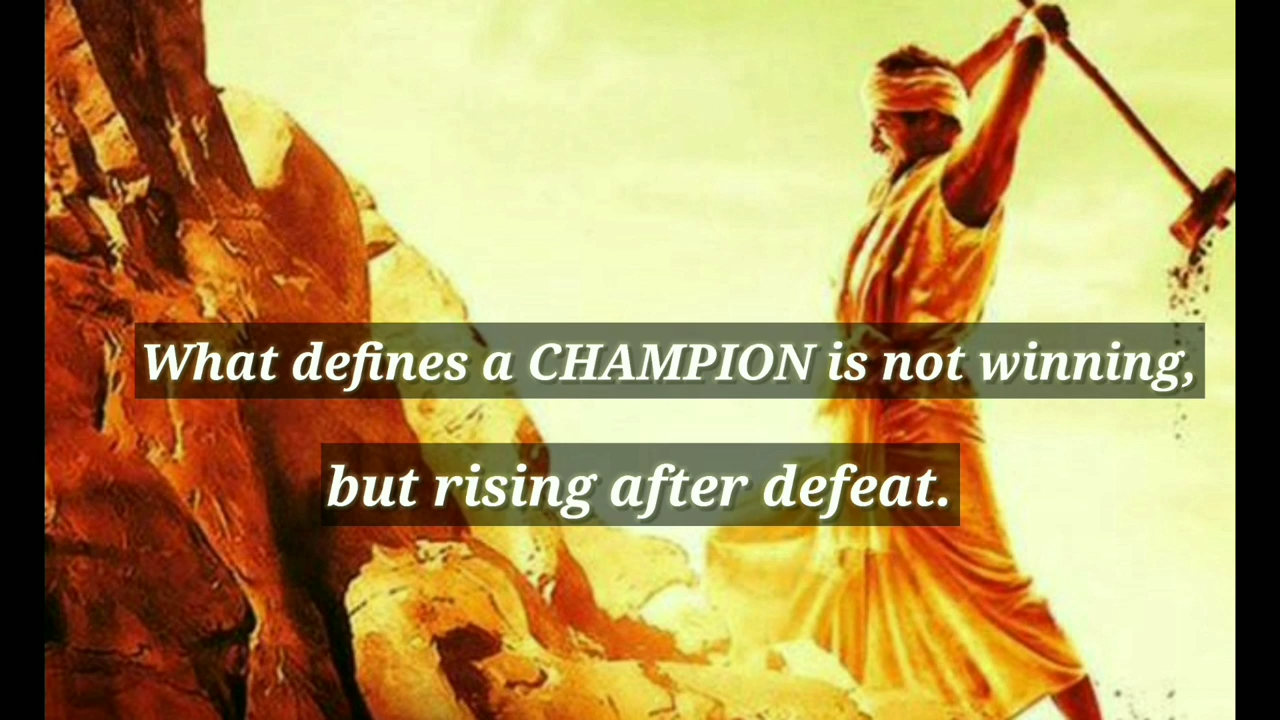 What defines a CHAMPION is not winning,
but rising after defeat.